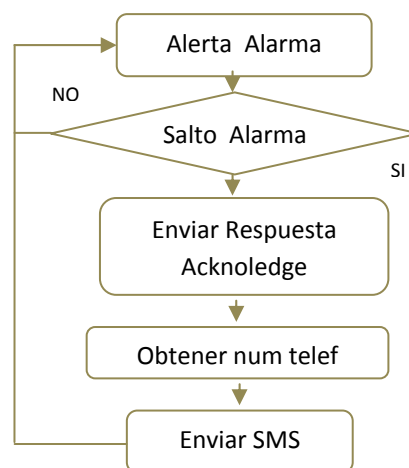 Alerta Alarma
NO
Salto Alarma
SI
Enviar Respuesta
Acknoledge
Obtener num telef
Enviar SMS